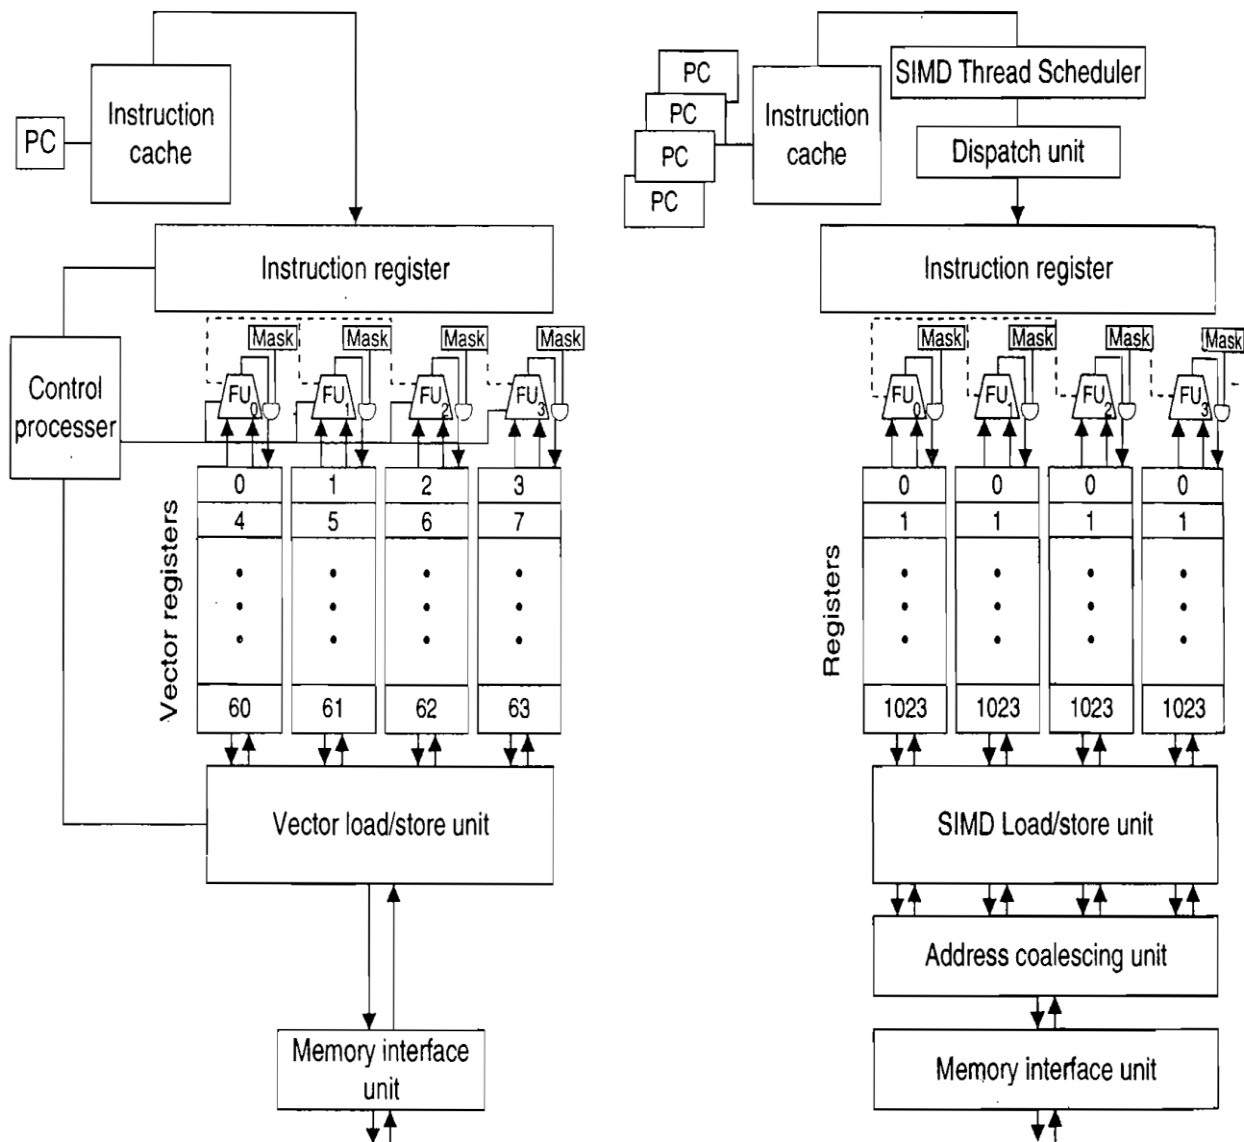 PC
Instruction
cache
Instruction register
Control
processer
Mask
Mask
Mask
Mask
FU0
FU1
FU2
FU3
Vector registers
0 1 2 3
4 5 6 7
60 61 62 63
Vector load/store unit
Memory interface
unit
PC
PC
PC
PC
Instruction
cache
SIMD Thread Scheduler
Dispatch unit
Instruction register
Mask
Mask
Mask
Mask
FU0
FU1
FU2
FU3
Registers
0 0 0 0
1 1 1 1
1023 1023 1023 1023
SIMD Load/store unit
Address coalescing unit
Memory interface unit